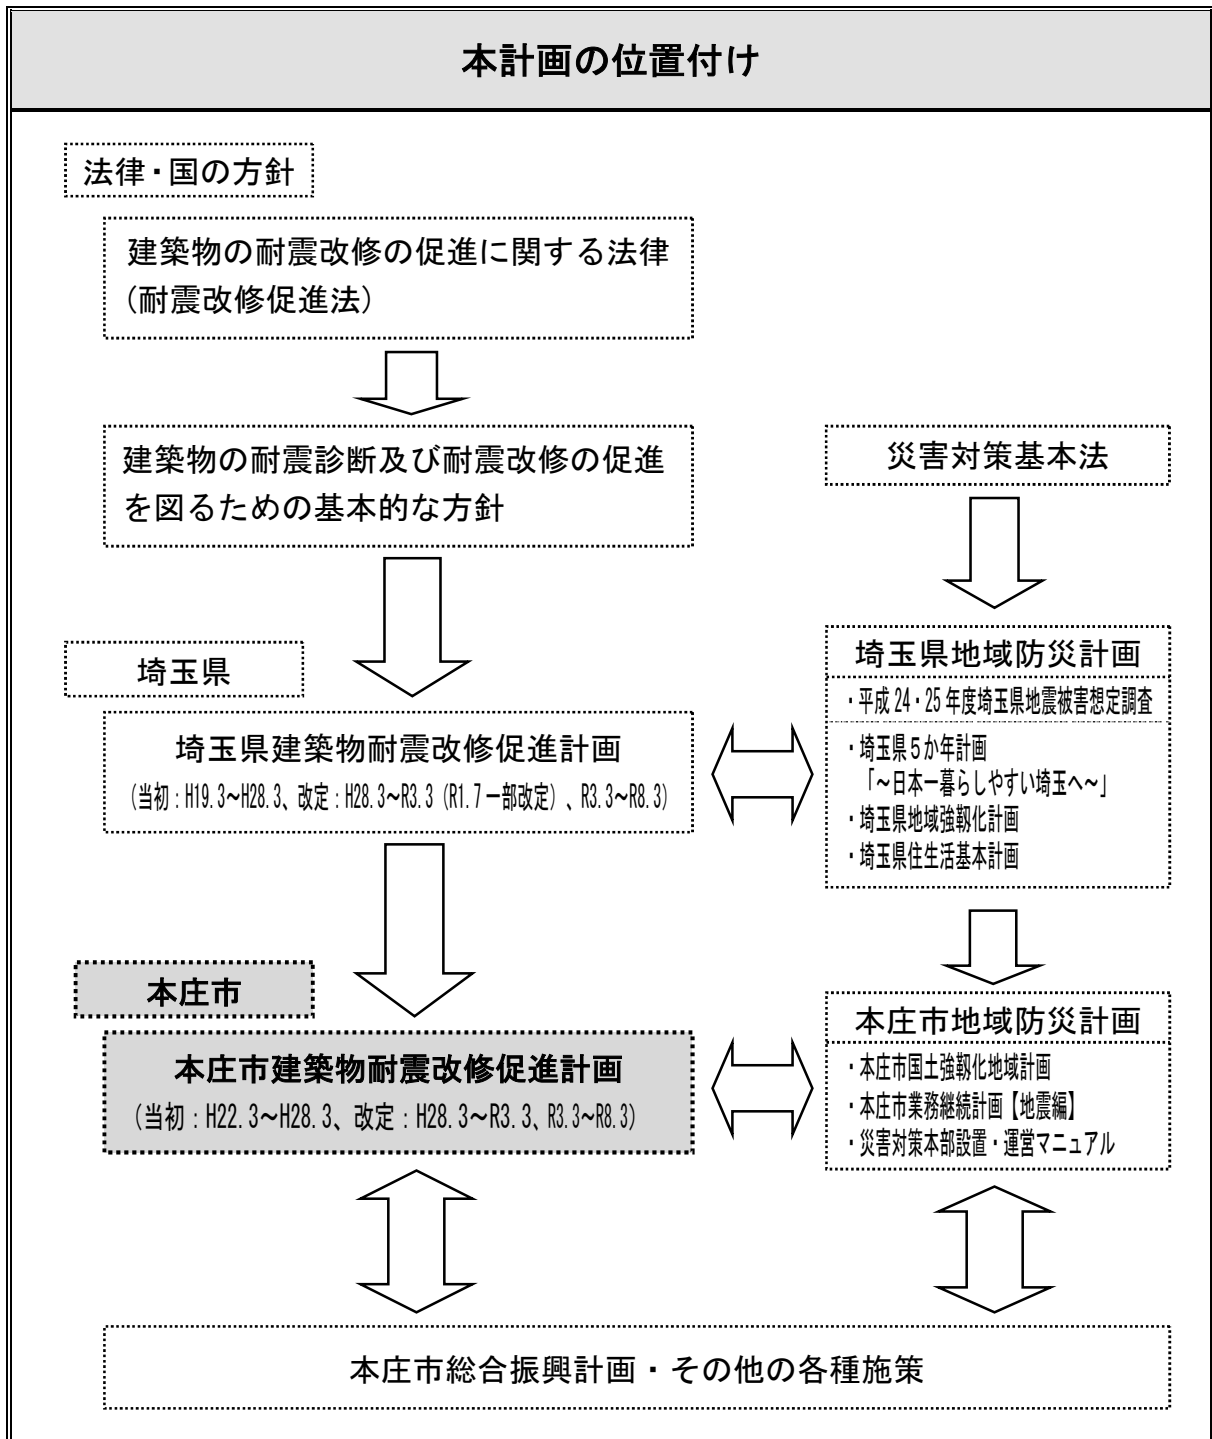 本計画の位置付け
法律・国の方針
建築物の耐震改修の促進に関する法律
(耐震改修促進法)
建築物の耐震診断及び耐震改修の促進
を図るための基本的な方針
災害対策基本法
埼玉県
埼玉県建築物耐震改修促進計画
(当初：H19.3～H28.3、改定：H28.3～R3.3（R1.7一部改定）、R3.3～R8.3)
埼玉県地域防災計画
・平成24・25年度埼玉県地震被害想定調査
・埼玉県５か年計画
「～日本一暮らしやすい埼玉へ～」
・埼玉県地域強靱化計画
・埼玉県住生活基本計画
本庄市
本庄市建築物耐震改修促進計画
(当初：H22.3～H28.3、改定：H28.3～R3.3、R3.3～R8.3)
本庄市地域防災計画
・本庄市国土強靱化地域計画
・本庄市業務継続計画【地震編】
・災害対策本部設置・運営マニュアル
本庄市総合振興計画・その他の各種施策